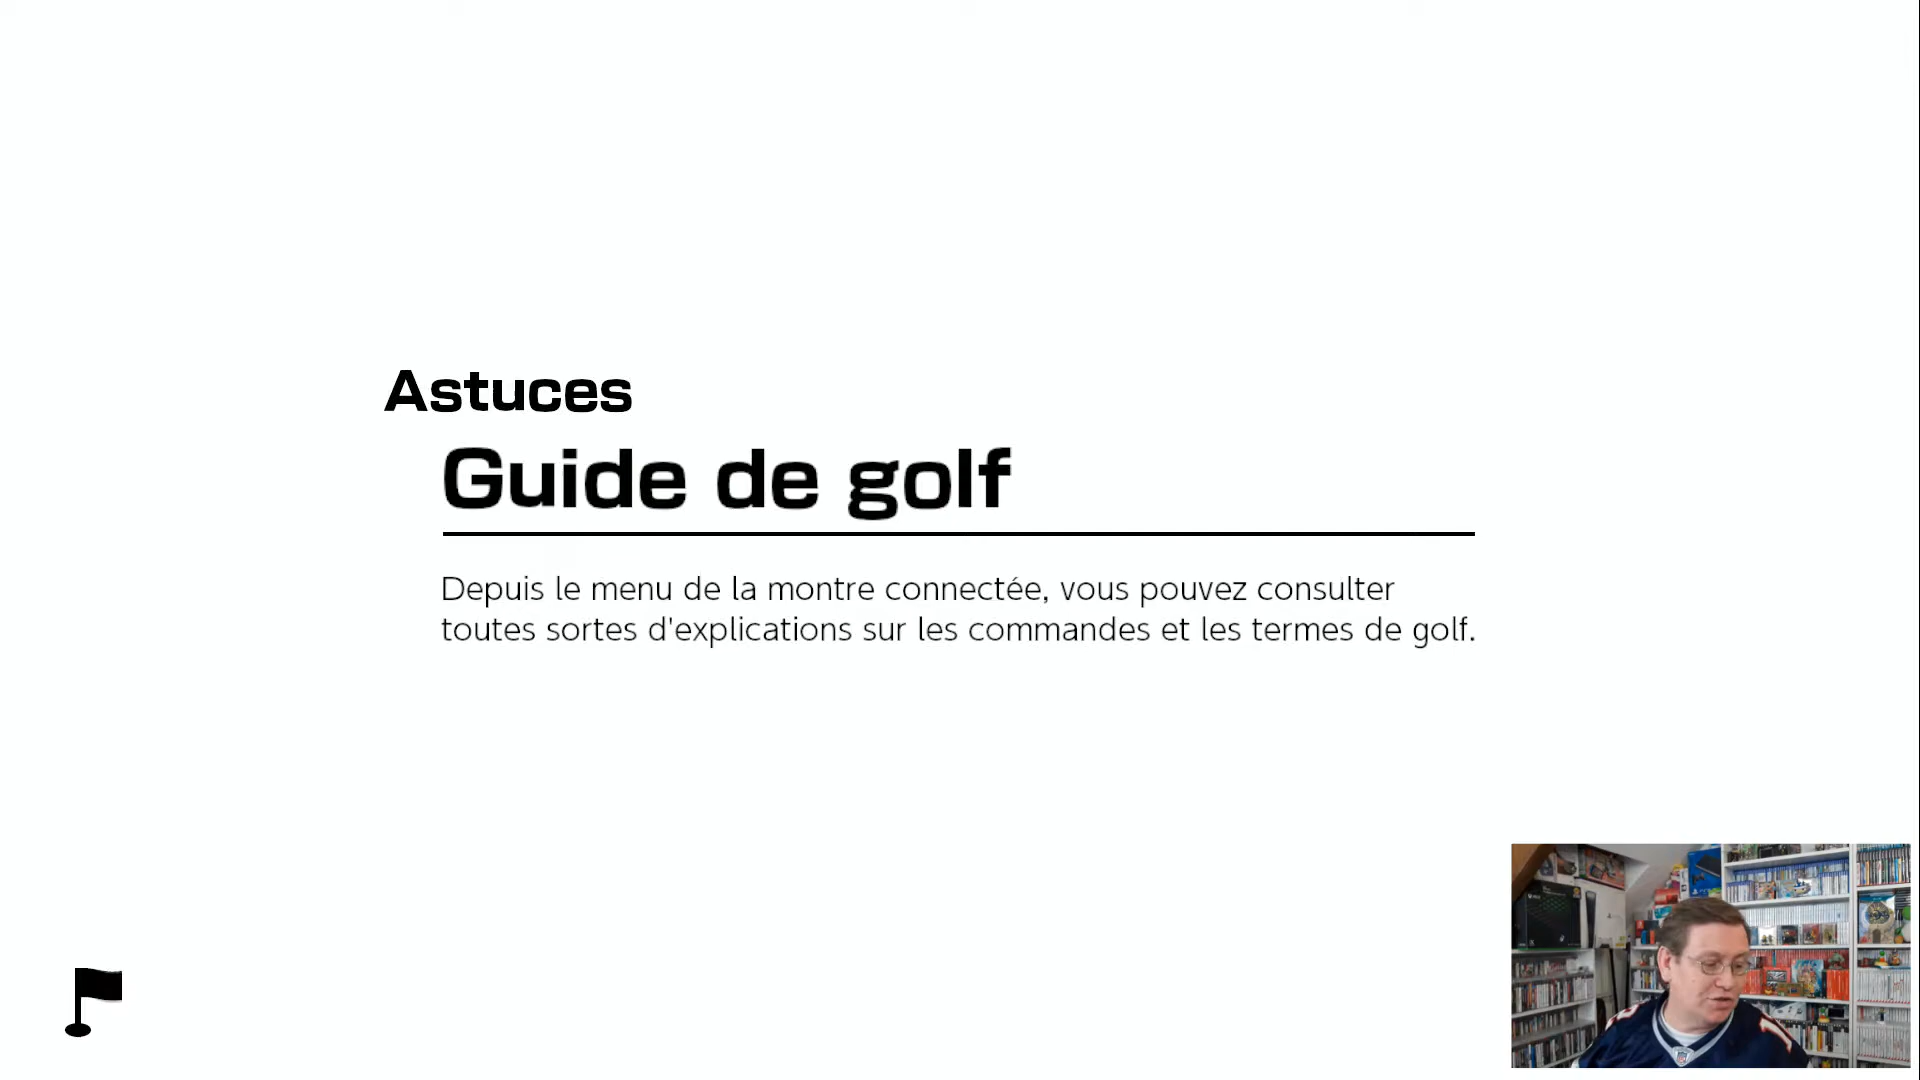 Astuces
Guide de golf
Depuis le menu de la montre connectée, vous pouvez consulter
toutes sortes d'explications sur les commandes et les termes de golf.